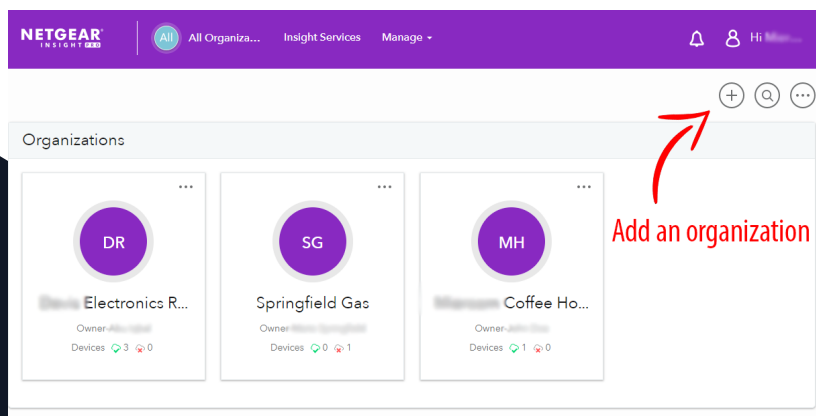 NETGEAR
INSIGHT PRO
All All Organiza... Insight Services Manage
Hi
Organizations
Add an organization
...
DR
Electronics R...
Owner
Devices 3 0
...
SG
Springfield Gas
Owner
Devices 0 1
...
MH
Coffee Ho...
Owner
Devices 1 0